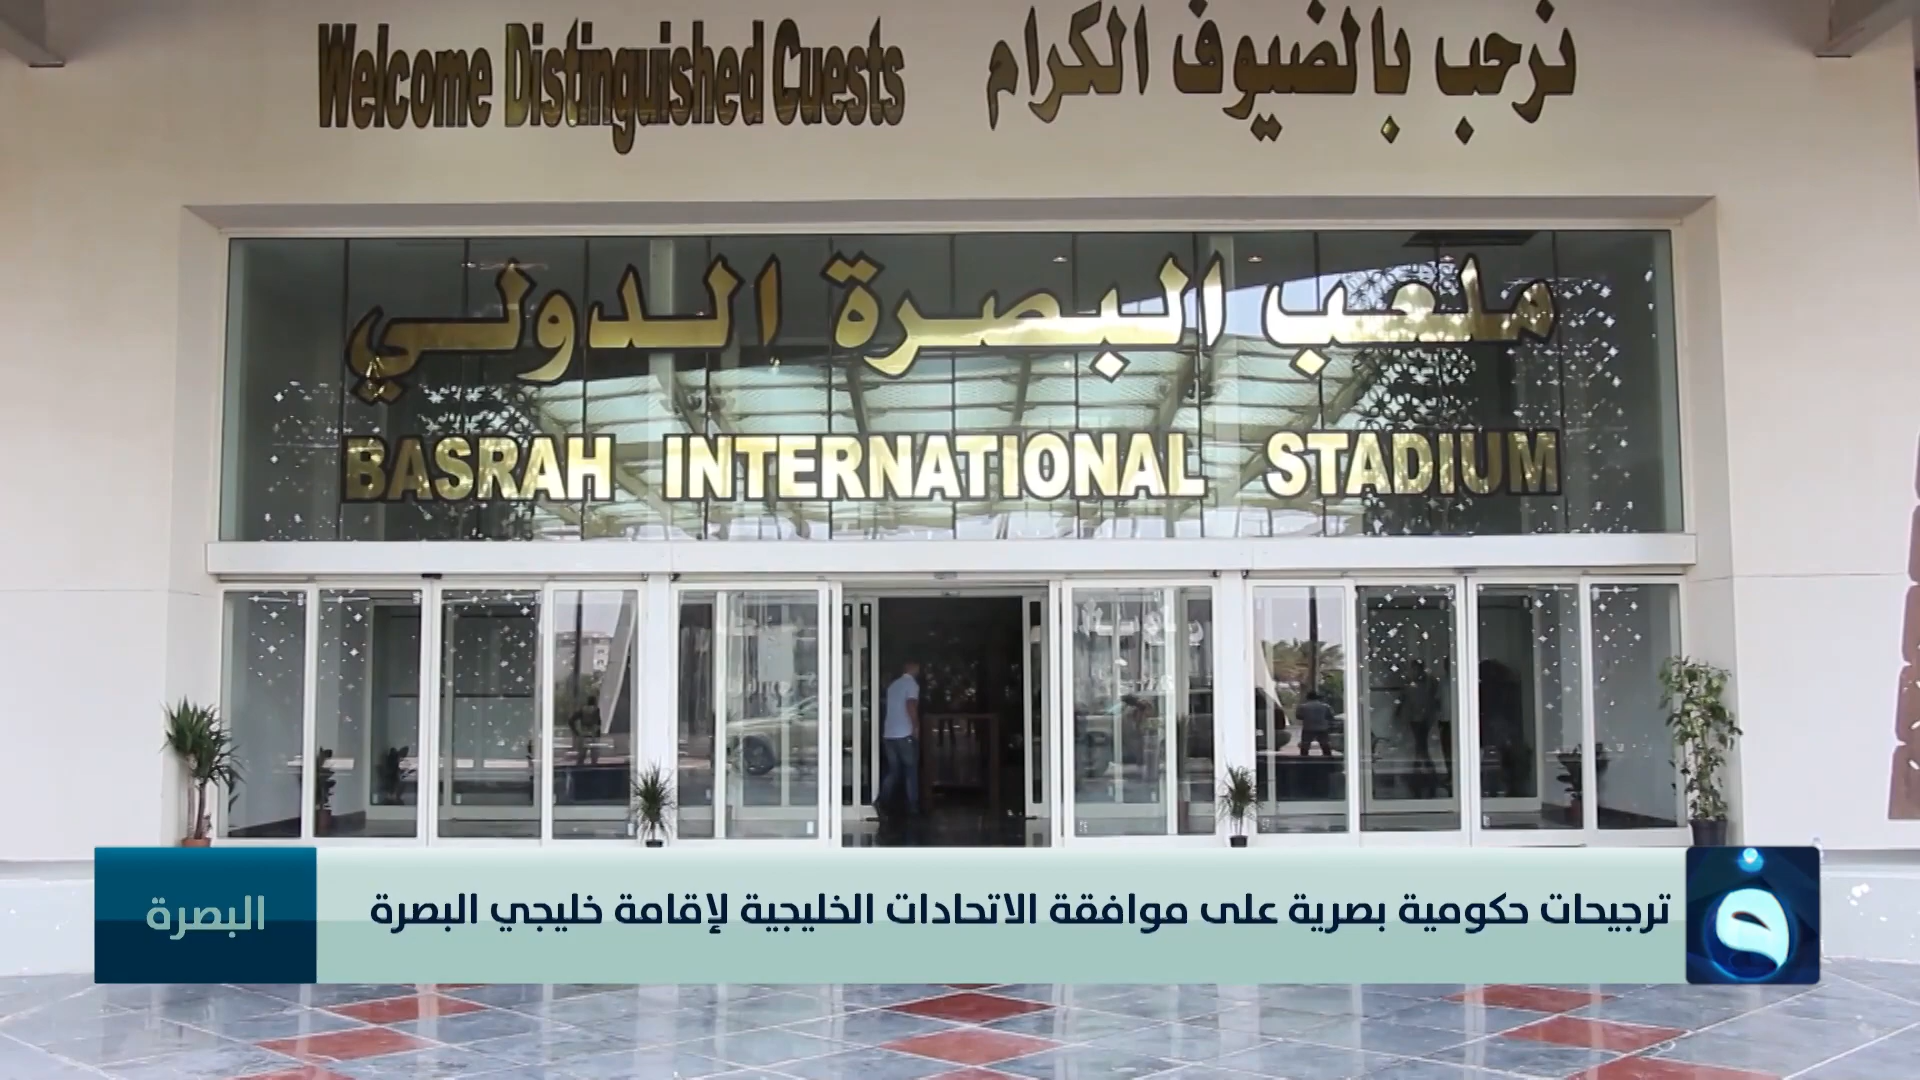 Welcome Distinguished Guests نرحب بالضيوف الكرام
ملعب البصرة الدولي
BASRAH INTERNATIONAL STADIUM
ترجيحات حكومية بصرية على موافقة الاتحادات الخليجية لإقامة خليجي البصرة
البصرة